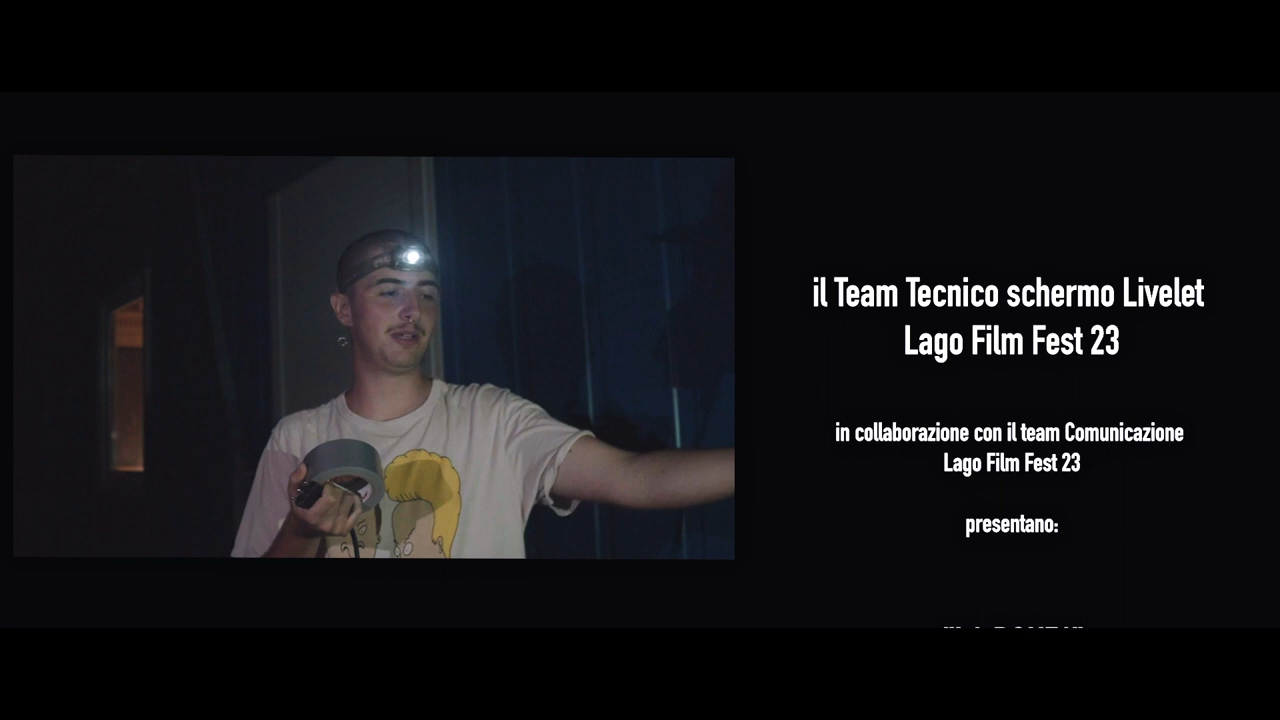 il Team Tecnico schermo Livelet
Lago Film Fest 23
in collaborazione con il team Comunicazione
Lago Film Fest 23
presentano: